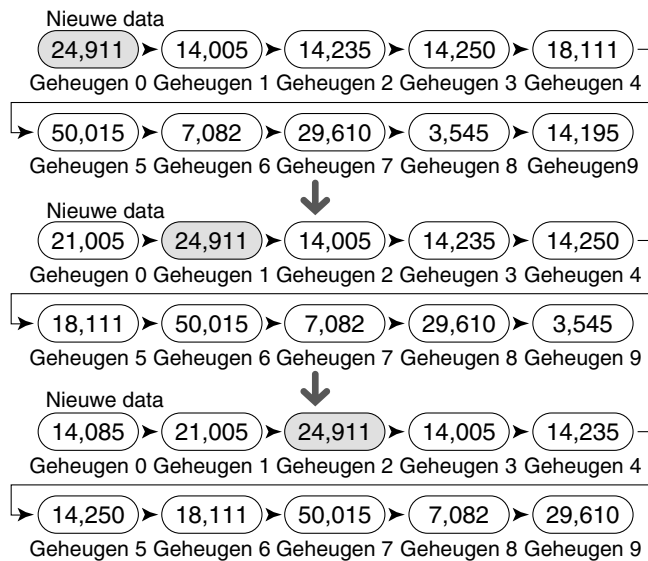 Nieuwe data
24,911 14,005 14,235 14,250 18,111
Geheugen 0 Geheugen 1 Geheugen 2 Geheugen 3 Geheugen 4
50,015 7,082 29,610 3,545 14,195
Geheugen 5 Geheugen 6 Geheugen 7 Geheugen 8 Geheugen9
Nieuwe data
21,005 24,911 14,005 14,235 14,250
Geheugen 0 Geheugen 1 Geheugen 2 Geheugen 3 Geheugen 4
18,111 50,015 7,082 29,610 3,545
Geheugen 5 Geheugen 6 Geheugen 7 Geheugen 8 Geheugen 9
Nieuwe data
14,085 21,005 24,911 14,005 14,235
Geheugen 0 Geheugen 1 Geheugen 2 Geheugen 3 Geheugen 4
14,250 18,111 50,015 7,082 29,610
Geheugen 5 Geheugen 6 Geheugen 7 Geheugen 8 Geheugen 9